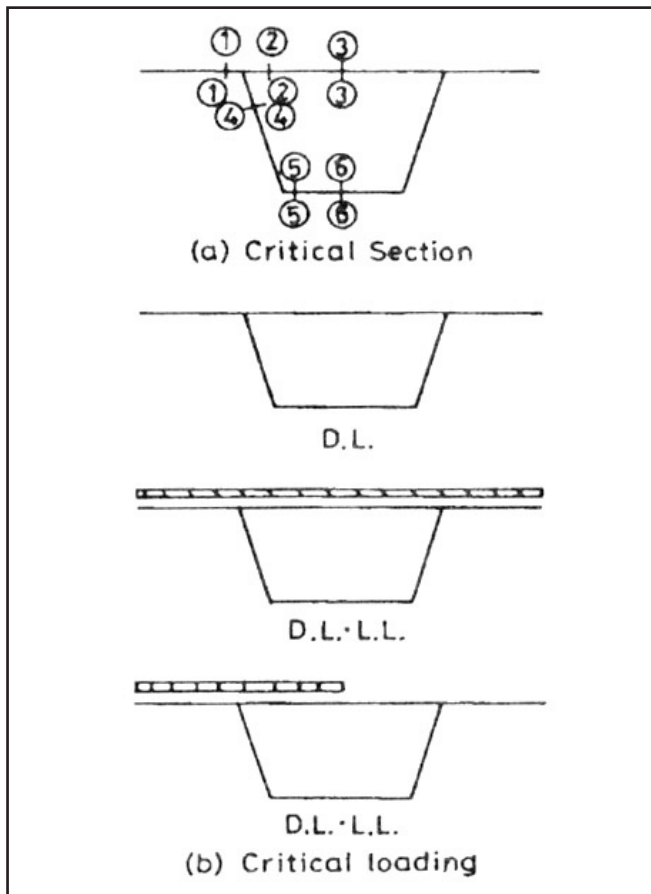 ① ② ③
① ② ③
④ ④
⑤ ⑥
⑤ ⑥
(a) Critical Section
D.L.
D.L.·L.L.
D.L.·L.L.
(b) Critical loading